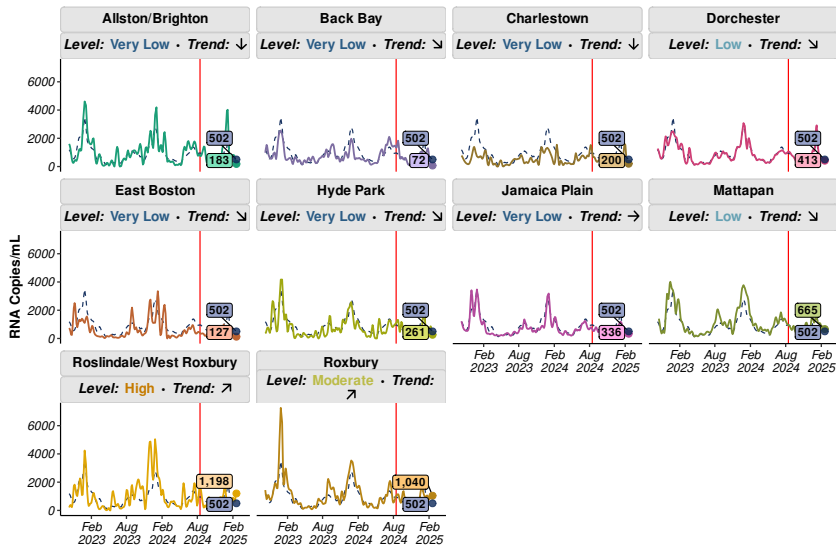 Allston/Brighton
Back Bay
Charlestown
Dorchester
Level: Very Low · Trend: ↓
Level: Very Low · Trend: ↘
Level: Very Low · Trend: ↓
Level: Low · Trend: ↘
6000
4000
2000
0
502
183
502
72
502
200
502
413
East Boston
Hyde Park
Jamaica Plain
Mattapan
Level: Very Low · Trend: ↘
Level: Very Low · Trend: ↘
Level: Very Low · Trend: →
Level: Low · Trend: ↘
RNA Copies/mL
6000
4000
2000
0
502
127
502
261
502
336
665
502
Feb 2023
Aug 2023
Feb 2024
Aug 2024
Feb 2025
Feb 2023
Aug 2023
Feb 2024
Aug 2024
Feb 2025
Roslindale/West Roxbury
Roxbury
Level: High · Trend: ↗
Level: Moderate · Trend:
↗
6000
4000
2000
0
1,198
502
1,040
502
Feb 2023
Aug 2023
Feb 2024
Aug 2024
Feb 2025
Feb 2023
Aug 2023
Feb 2024
Aug 2024
Feb 2025